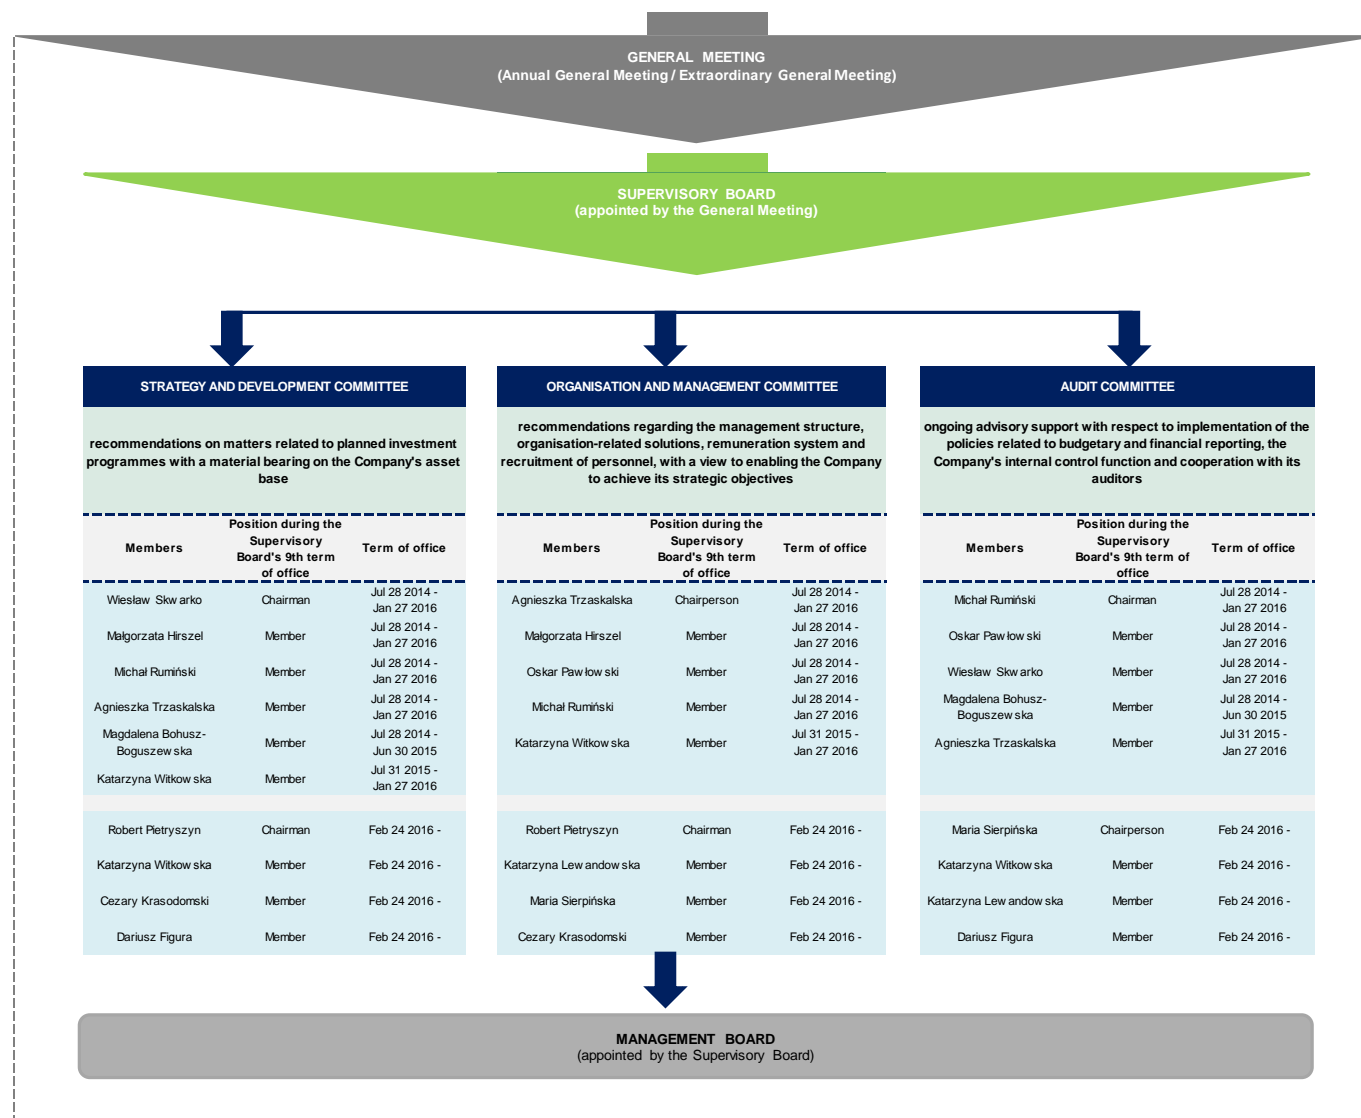 GENERAL MEETING
(Annual General Meeting / Extraordinary General Meeting)
SUPERVISORY BOARD
(appointed by the General Meeting)
STRATEGY AND DEVELOPMENT COMMITTEE
recommendations on matters related to planned investment
programmes with a material bearing on the Company's asset
base
Members
Position during the
Supervisory
Board's 9th term
of office
Term of office
Wiesław Skwarko Chairman Jul 28 2014 -
Jan 27 2016
Małgorzata Hirszel Member Jul 28 2014 -
Jan 27 2016
Michał Rumiński Member Jul 28 2014 -
Jan 27 2016
Agnieszka Trzaskalska Member Jul 28 2014 -
Jan 27 2016
Magdalena Bohusz-
Boguszewska Member Jul 28 2014 -
Jun 30 2015
Katarzyna Witkowska Member Jul 31 2015 -
Jan 27 2016
Robert Pietryszyn Chairman Feb 24 2016 -
Katarzyna Witkowska Member Feb 24 2016 -
Cezary Krasodomski Member Feb 24 2016 -
Dariusz Figura Member Feb 24 2016 -
ORGANISATION AND MANAGEMENT COMMITTEE
recommendations regarding the management structure,
organisation-related solutions, remuneration system and
recruitment of personnel, with a view to enabling the Company
to achieve its strategic objectives
Members
Position during the
Supervisory
Board's 9th term
of office
Term of office
Agnieszka Trzaskalska Chairperson Jul 28 2014 -
Jan 27 2016
Małgorzata Hirszel Member Jul 28 2014 -
Jan 27 2016
Oskar Pawłowski Member Jul 28 2014 -
Jan 27 2016
Michał Rumiński Member Jul 28 2014 -
Jan 27 2016
Katarzyna Witkowska Member Jul 31 2015 -
Jan 27 2016
Robert Pietryszyn Chairman Feb 24 2016 -
Katarzyna Lewandowska Member Feb 24 2016 -
Maria Sierpińska Member Feb 24 2016 -
Cezary Krasodomski Member Feb 24 2016 -
AUDIT COMMITTEE
ongoing advisory support with respect to implementation of the
policies related to budgetary and financial reporting, the
Company's internal control function and cooperation with its
auditors
Members
Position during the
Supervisory
Board's 9th term of
office
Term of office
Michał Rumiński Chairman Jul 28 2014 -
Jan 27 2016
Oskar Pawłowski Member Jul 28 2014 -
Jan 27 2016
Wiesław Skwarko Member Jul 28 2014 -
Jan 27 2016
Magdalena Bohusz-
Boguszewska Member Jul 28 2014 -
Jun 30 2015
Agnieszka Trzaskalska Member Jul 31 2015 -
Jan 27 2016
Maria Sierpińska Chairperson Feb 24 2016 -
Katarzyna Witkowska Member Feb 24 2016 -
Katarzyna Lewandowska Member Feb 24 2016 -
Dariusz Figura Member Feb 24 2016 -
MANAGEMENT BOARD
(appointed by the Supervisory Board)